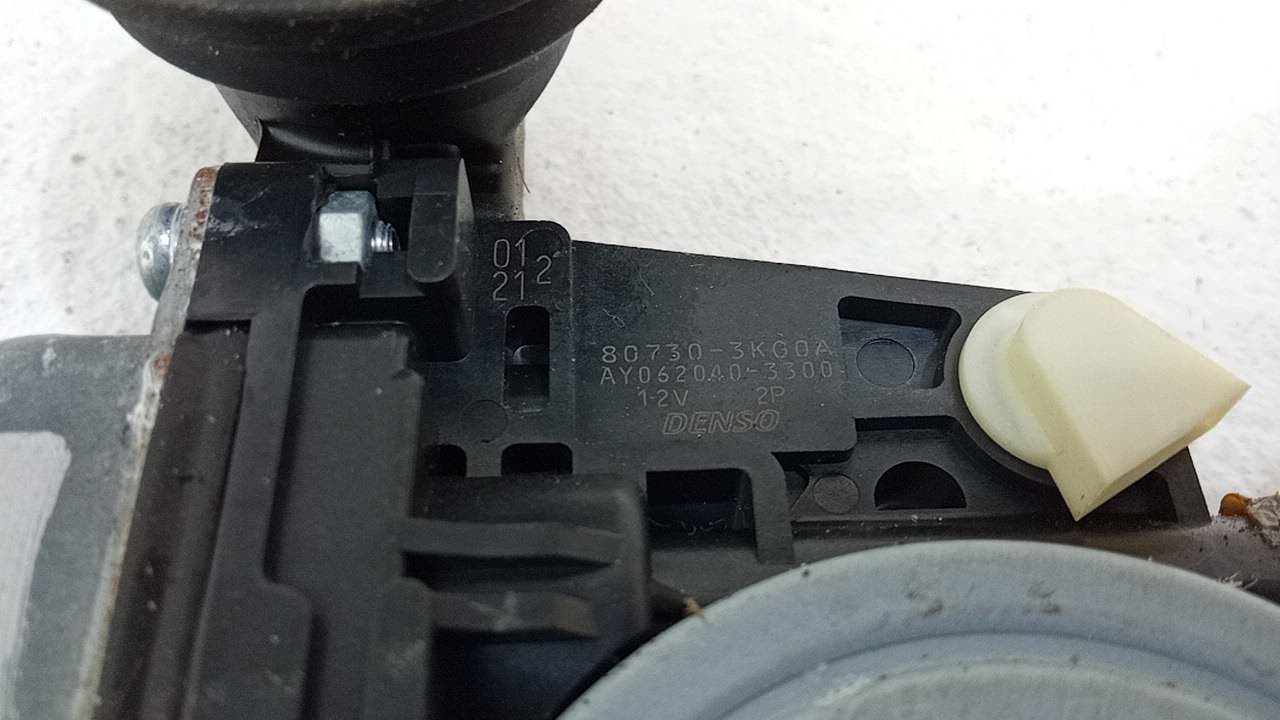 01
21 2
80730-3KG0A
AY062040-3300
12V 2P
DENSO